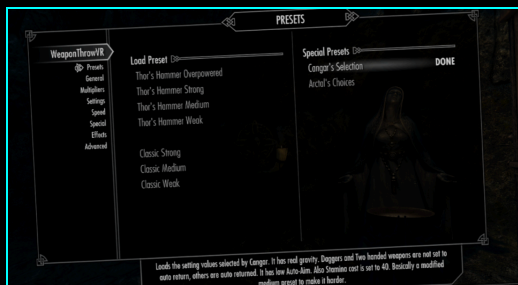 PRESETS
WeaponThrowVR
Presets
General
Multipliers
Settings
Speed
Special
Effects
Advanced
Load Preset
Thor's Hammer Overpowered
Thor's Hammer Strong
Thor's Hammer Medium
Thor's Hammer Weak
Classic Strong
Classic Medium
Classic Weak
Special Presets
Cangar's Selection DONE
Arctal's Choices
Loads the setting values selected by Cangar. It has real gravity. Daggars and Two handed weapons are not set to
auto return, others are auto returned. It hes low Auto-Aim. Also Stamina cost is set to 40. Basically a modified
medium preset to make it harder.